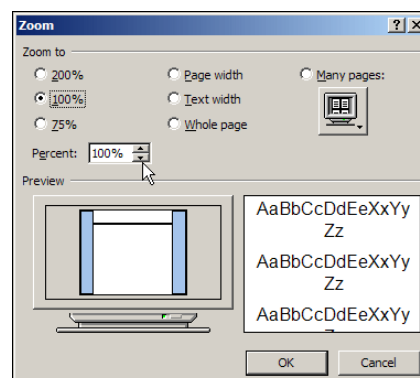 Zoom
Zoom to
200%
Page width
Many pages:
100%
Text width
75%
Whole page
Percent: 100%
Preview
AaBbCcDdEeXxYy
Zz
AaBbCcDdEeXxYy
Zz
AaBbCcDdEeXxYy
OK
Cancel